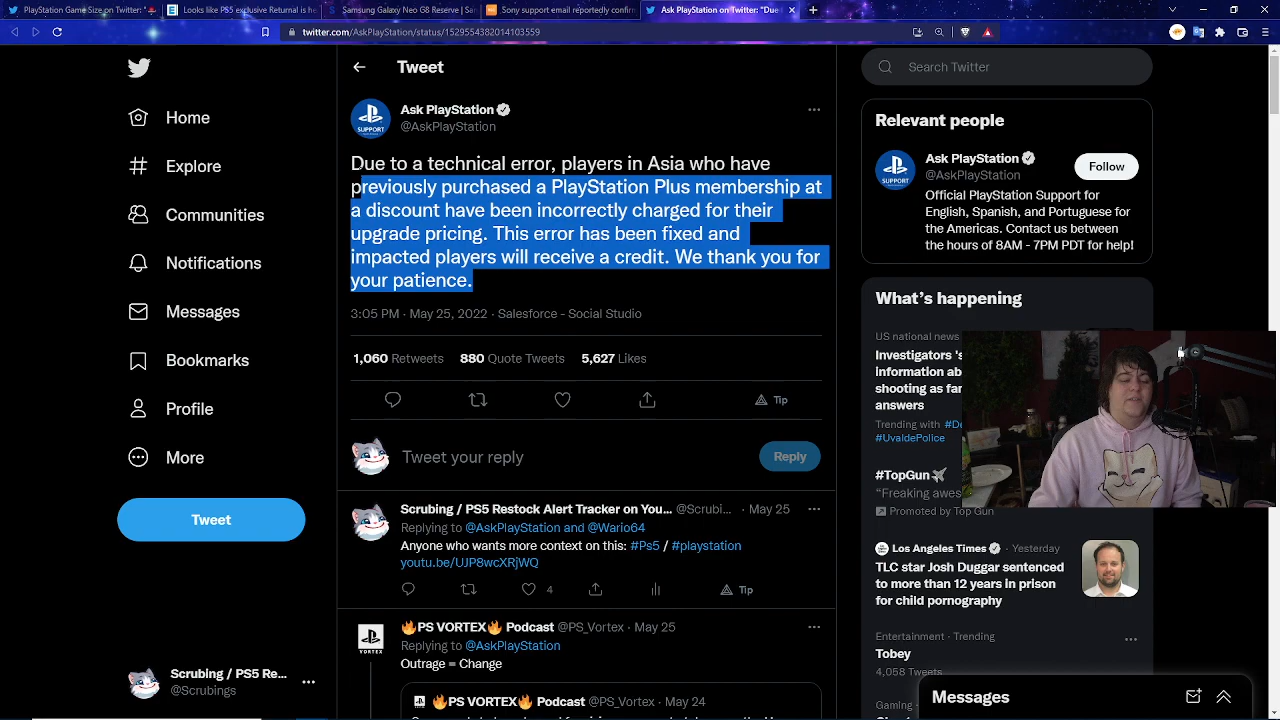 PlayStation Game Size on Twitter: "
Looks like PS5 exclusive Returnal is he
Samsung Galaxy Neo G8 Reserve | Sam
Sony support email reportedly confirm
Ask PlayStation on Twitter: "Due
twitter.com/AskPlayStation/status/1529554382014103559
Home
Explore
Communities
Notifications
Messages
Bookmarks
Profile
More
Tweet
Scrubing / PS5 Re...
@Scrubings
Tweet
Ask PlayStation
@AskPlayStation
SUPPORT
Due to a technical error, players in Asia who have
previously purchased a PlayStation Plus membership at
a discount have been incorrectly charged for their
upgrade pricing. This error has been fixed and
impacted players will receive a credit. We thank you for
your patience.
3:05 PM · May 25, 2022 · Salesforce - Social Studio
1,060 Retweets 880 Quote Tweets 5,627 Likes
Tip
Tweet your reply
Reply
Scrubing / PS5 Restock Alert Tracker on You... @Scrubi... · May 25
Replying to @AskPlayStation and @Wario64
Anyone who wants more context on this: #Ps5 / #playstation
youtu.be/UJP8wcXRjWQ
4
Tip
🔥PS VORTEX🔥 Podcast @PS_Vortex · May 25
VORTEX
Replying to @AskPlayStation
Outrage = Change
🔥PS VORTEX🔥 Podcast @PS_Vortex · May 24
Search Twitter
Relevant people
Ask PlayStation
@AskPlayStation
SUPPORT
Follow
Official PlayStation Support for
English, Spanish, and Portuguese for
the Americas. Contact us between
the hours of 8AM - 7PM PDT for help!
What's happening
US national news
Investigators 's
information abo
shooting as fam
answers
Trending with #De
#UvaldePolice
#TopGun
"Freaking awes
Promoted by Top Gun
Los Angeles Times · Yesterday
TLC star Josh Duggar sentenced
to more than 12 years in prison
for child pornography
Entertainment · Trending
Tobey
4,058 Tweets
Gaming ·
Messages